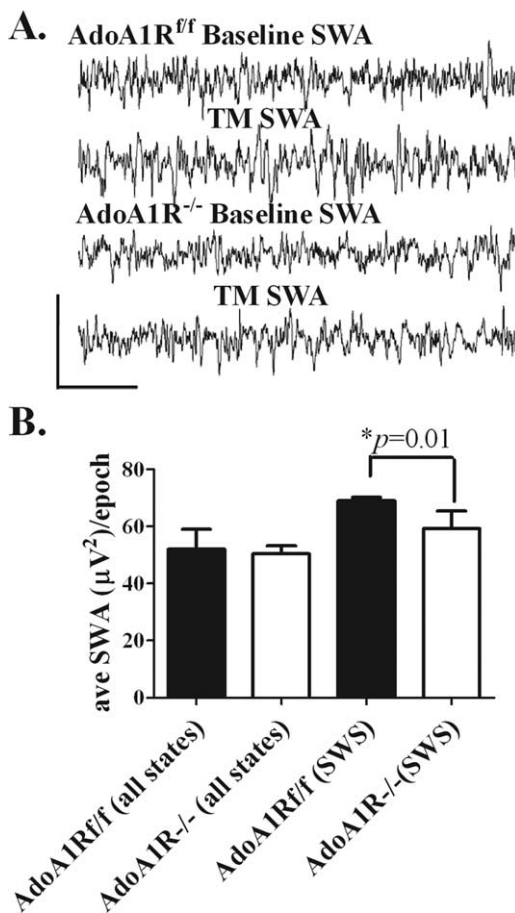 A.
AdoA1Rf/f Baseline SWA
TM SWA
AdoA1R-/- Baseline SWA
TM SWA
B.
*p=0.01
ave SWA (μV2)/epoch
80
60
40
20
0
AdoA1Rf/f (all states)
AdoA1R-/- (all states)
AdoA1Rf/f (SWS)
AdoA1R-/-(SWS)